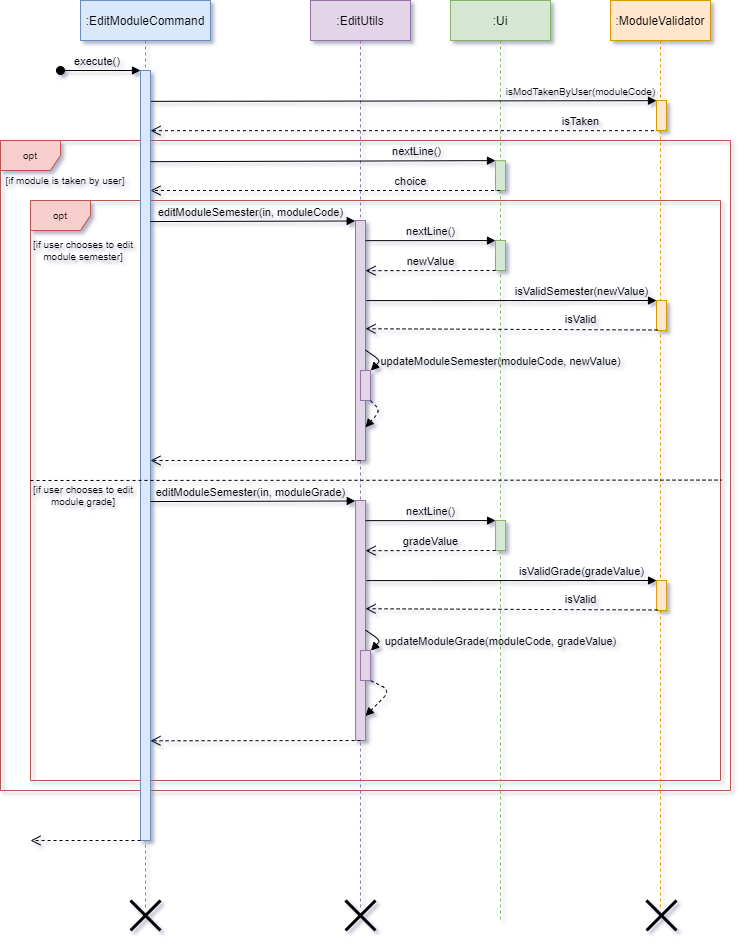 :EditModuleCommand
:EditUtils
:Ui
:ModuleValidator
execute()
isModTakenByUser(moduleCode)
isTaken
opt
nextLine()
[if module is taken by user]
choice
opt
editModuleSemester(in, moduleCode)
nextLine()
[if user chooses to edit
module semester]
newValue
isValidSemester(newValue)
isValid
updateModuleSemester(moduleCode, newValue)
[if user chooses to edit
module grade]
editModuleSemester(in, moduleGrade)
nextLine()
gradeValue
isValidGrade(gradeValue)
isValid
updateModuleGrade(moduleCode, gradeValue)